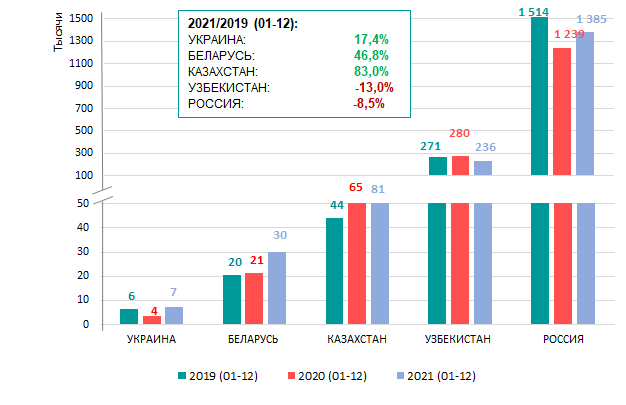 Тысячи
1500
1300
1100
900
700
500
300
100
50
40
30
20
10
0
2021/2019 (01-12):
УКРАИНА: 17,4%
БЕЛАРУСЬ: 46,8%
КАЗАХСТАН: 83,0%
УЗБЕКИСТАН: -13,0%
РОССИЯ: -8,5%
6 4 7
20 21 30
44 65 81
271 280 236
1 514 1 239 1 385
УКРАИНА БЕЛАРУСЬ КАЗАХСТАН УЗБЕКИСТАН РОССИЯ
2019 (01-12) 2020 (01-12) 2021 (01-12)